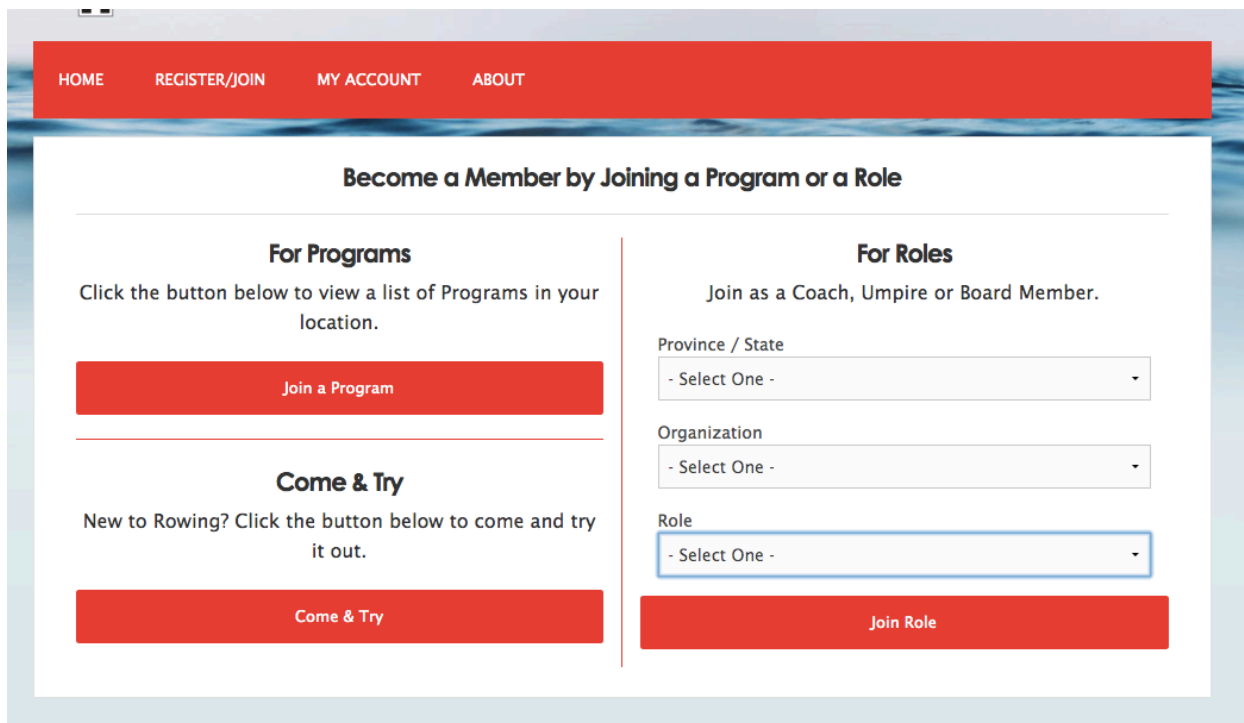 HOME REGISTER/JOIN MY ACCOUNT ABOUT
Become a Member by Joining a Program or a Role
For Programs
Click the button below to view a list of Programs in your
location.
Join a Program
Come & Try
New to Rowing? Click the button below to come and try
it out.
Come & Try
For Roles
Join as a Coach, Umpire or Board Member.
Province / State
- Select One -
Organization
- Select One -
Role
- Select One -
Join Role